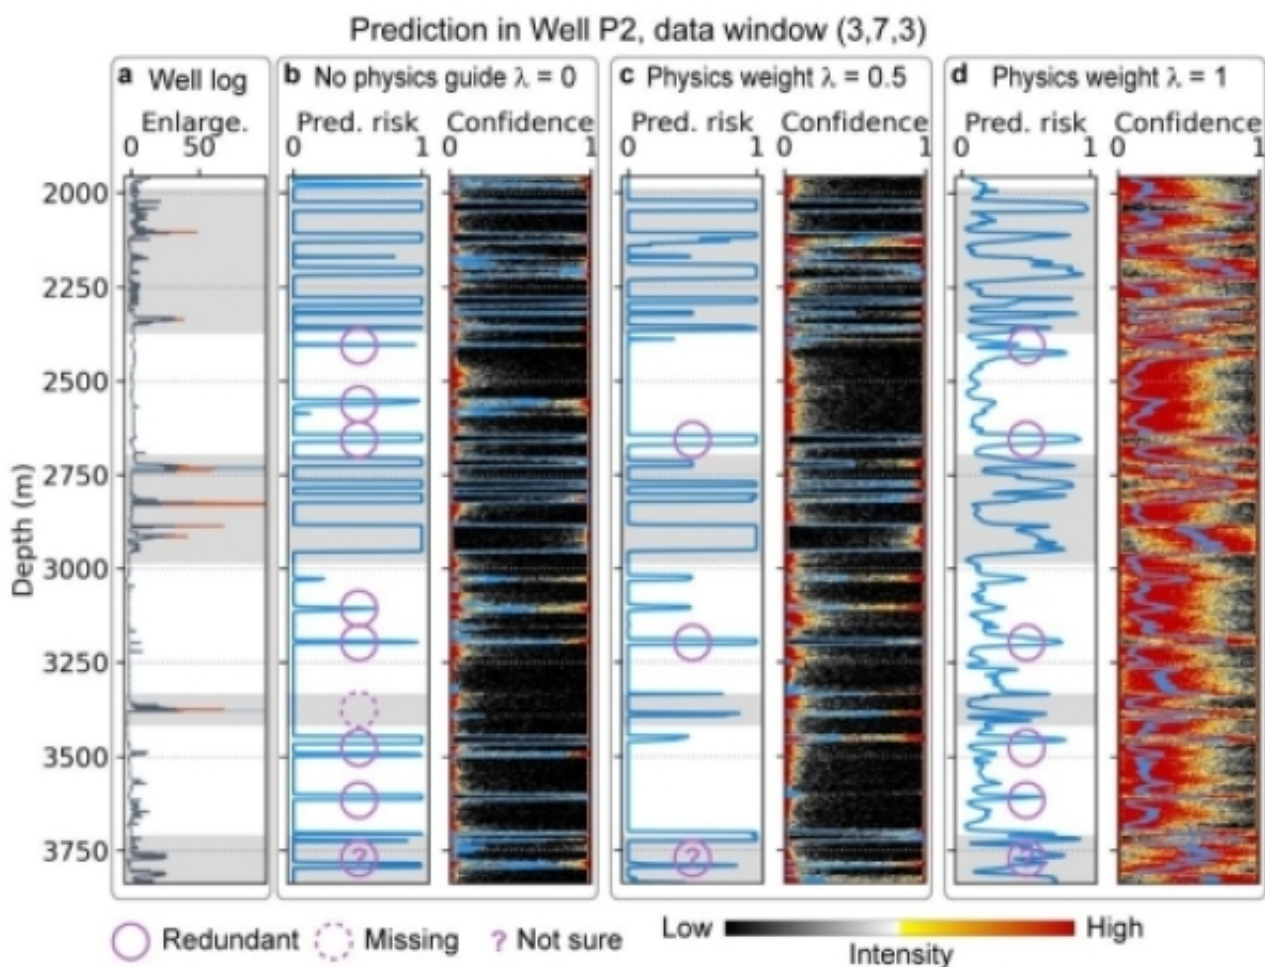 Prediction in Well P2, data window (3,7,3)
a Well log
b No physics guide λ = 0
c Physics weight λ = 0.5
d Physics weight λ = 1
Enlarge. Pred. risk Confidence Pred. risk Confidence Pred. risk Confidence
0 50 0 1 0 1 0 1 0 1 0 1 0 1
Depth (m)
2000
2250
2500
2750
3000
3250
3500
3750
? ? ?
Redundant Missing ? Not sure
Low High
Intensity